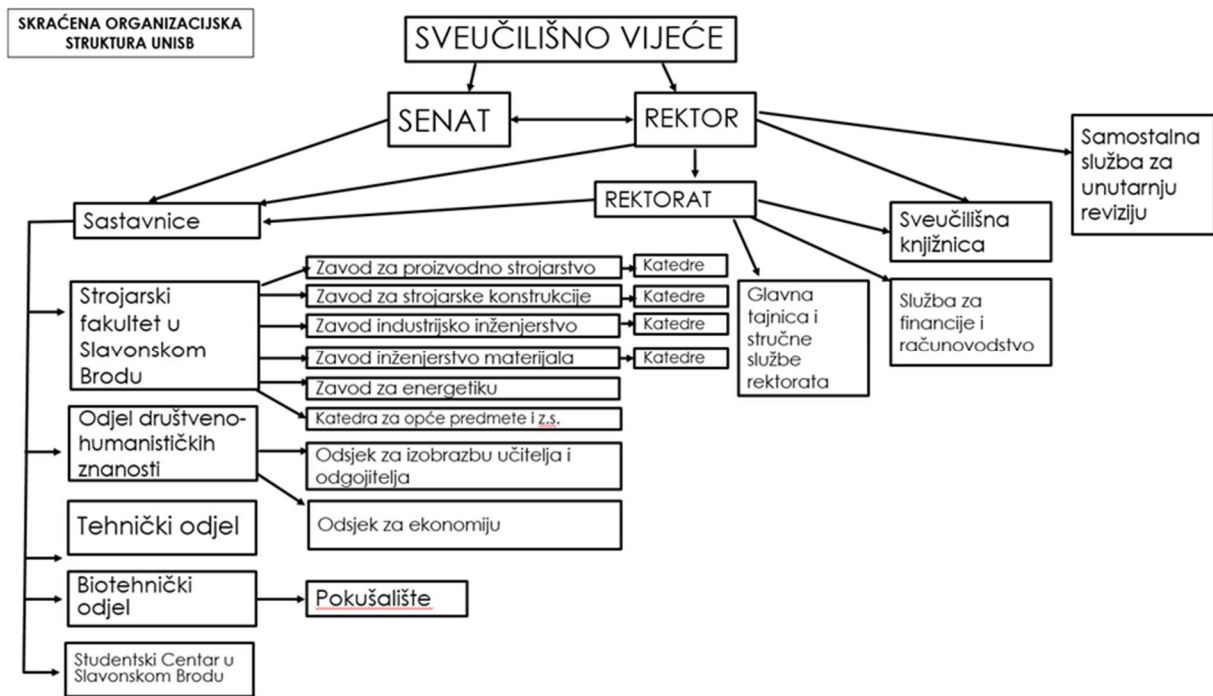 SKRAĆENA ORGANIZACIJSKA
STRUKTURA UNISB
SVEUČILIŠNO VIJEĆE
SENAT
REKTOR
Samostalna
služba za
unutarnju
reviziju
Sastavnice
REKTORAT
Sveučilišna
knjižnica
Strojarski
fakultet u
Slavonskom
Brodu
Zavod za proizvodno strojarstvo
Katedre
Zavod za strojarske konstrukcije
Katedre
Zavod industrijsko inženjerstvo
Katedre
Zavod inženjerstvo materijala
Katedre
Zavod za energetiku
Katedra za opće predmete i z.s.
Glavna
tajnica i
stručne
službe
rektorata
Služba za
financije i
računovodstvo
Odjel društveno-
humanističkih
znanosti
Odsjek za izobrazbu učitelja i
odgojitelja
Odsjek za ekonomiju
Tehnički odjel
Biotehnički
odjel
Pokušalište
Studentski Centar u
Slavonskom Brodu